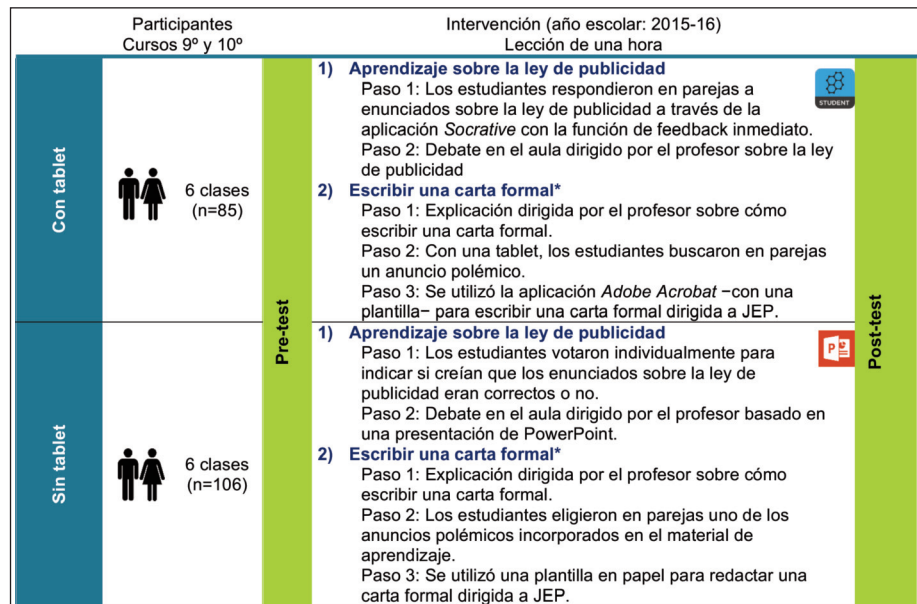 Participantes
Cursos 9º y 10º
Intervención (año escolar: 2015-16)
Lección de una hora
Con tablet
6 clases
(n=85)
Pre-test
1) Aprendizaje sobre la ley de publicidad
Paso 1: Los estudiantes respondieron en parejas a
enunciados sobre la ley de publicidad a través de la
aplicación Socrative con la función de feedback inmediato.
Paso 2: Debate en el aula dirigido por el profesor sobre la ley
de publicidad
STUDENT
2) Escribir una carta formal*
Paso 1: Explicación dirigida por el profesor sobre cómo
escribir una carta formal.
Paso 2: Con una tablet, los estudiantes buscaron en parejas
un anuncio polémico.
Paso 3: Se utilizó la aplicación Adobe Acrobat −con una
plantilla− para escribir una carta formal dirigida a JEP.
Post-test
Sin tablet
6 clases
(n=106)
1) Aprendizaje sobre la ley de publicidad
Paso 1: Los estudiantes votaron individualmente para
indicar si creían que los enunciados sobre la ley de
publicidad eran correctos o no.
Paso 2: Debate en el aula dirigido por el profesor basado en
una presentación de PowerPoint.
P
2) Escribir una carta formal*
Paso 1: Explicación dirigida por el profesor sobre cómo
escribir una carta formal.
Paso 2: Los estudiantes eligieron en parejas uno de los
anuncios polémicos incorporados en el material de
aprendizaje.
Paso 3: Se utilizó una plantilla en papel para redactar una
carta formal dirigida a JEP.